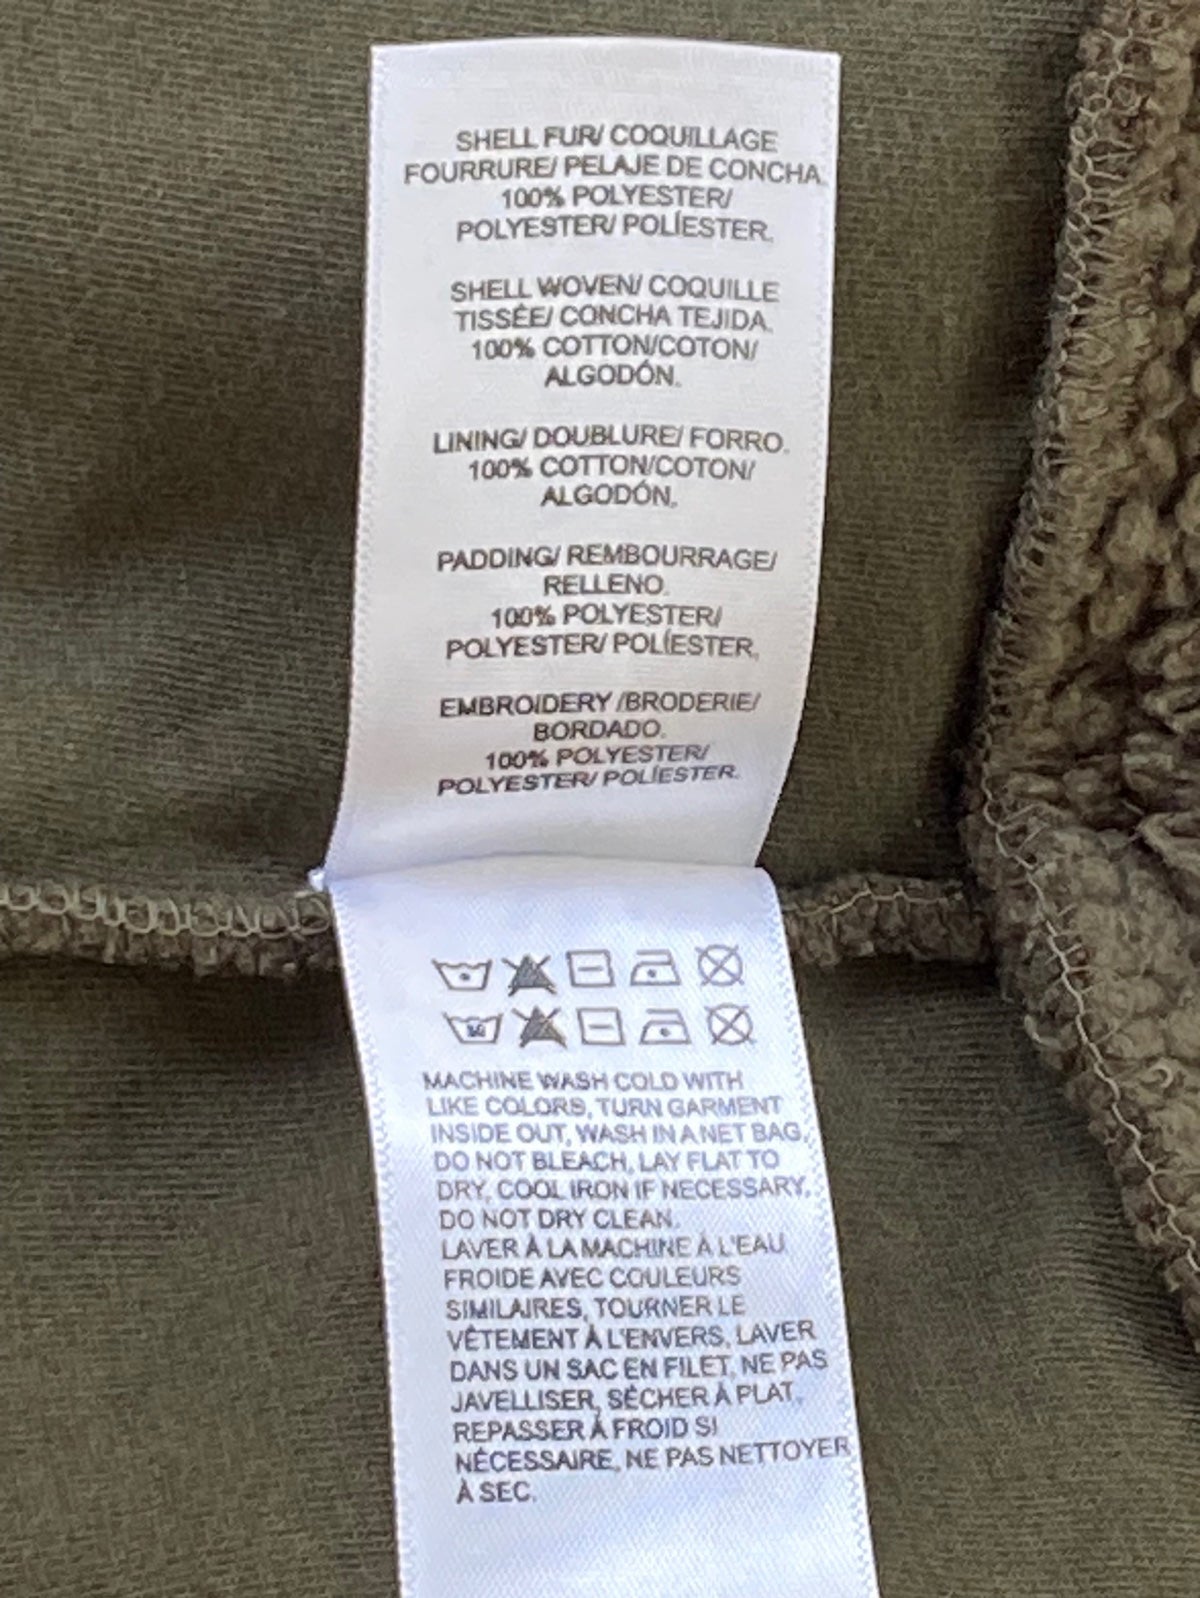 SHELL FUR/ COQUILLAGE
FOURRURE/ PELAJE DE CONCHA.
100% POLYESTER/
POLYESTER/ POLÍESTER.
SHELL WOVEN/ COQUILLE
TISSÉE/ CONCHA TEJIDA.
100% COTTON/COTON/
ALGODÓN.
LINING/ DOUBLURE/ FORRO.
100% COTTON/COTON/
ALGODÓN.
PADDING/ REMBOURRAGE/
RELLENO.
100% POLYESTER/
POLYESTER/ POLÍESTER.
EMBROIDERY /BRODERIE/
BORDADO.
100% POLYESTER/
POLYESTER/ POLÍESTER.
MACHINE WASH COLD WITH
LIKE COLORS, TURN GARMENT
INSIDE OUT, WASH IN A NET BAG,
DO NOT BLEACH, LAY FLAT TO
DRY, COOL IRON IF NECESSARY,
DO NOT DRY CLEAN.
LAVER À LA MACHINE À L'EAU
FROIDE AVEC COULEURS
SIMILAIRES, TOURNER LE
VÊTEMENT À L'ENVERS, LAVER
DANS UN SAC EN FILET, NE PAS
JAVELLISER, SÉCHER À PLAT,
REPASSER À FROID SI
NÉCESSAIRE, NE PAS NETTOYER
À SEC.